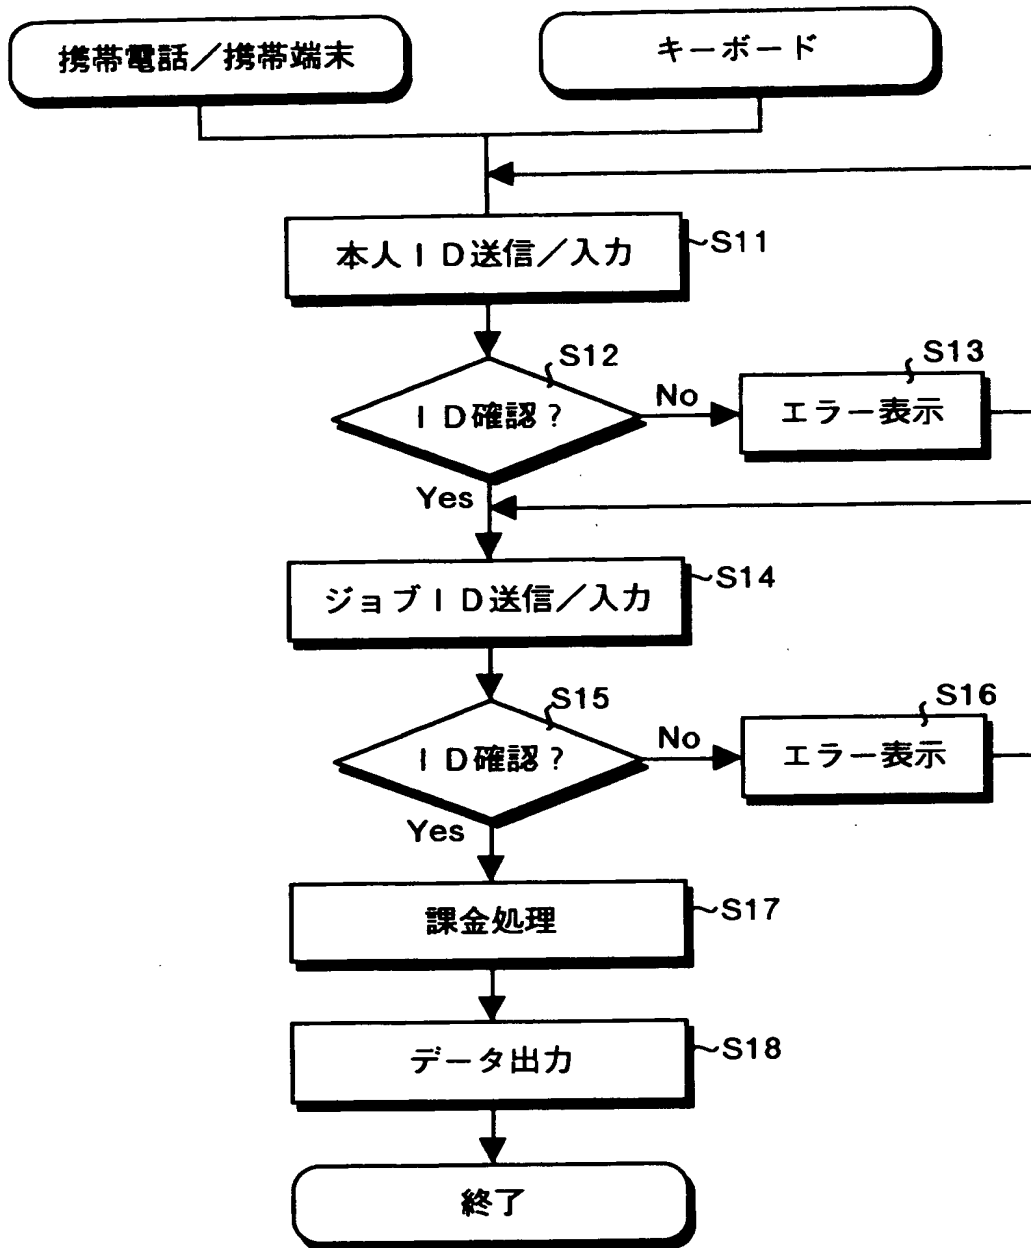 携帯電話／携帯端末
キーボード
本人ＩＤ送信／入力
S11
S12
ＩＤ確認？
No
S13
エラー表示
Yes
S14
ジョブＩＤ送信／入力
S15
ＩＤ確認？
No
S16
エラー表示
Yes
課金処理
S17
データ出力
S18
終了